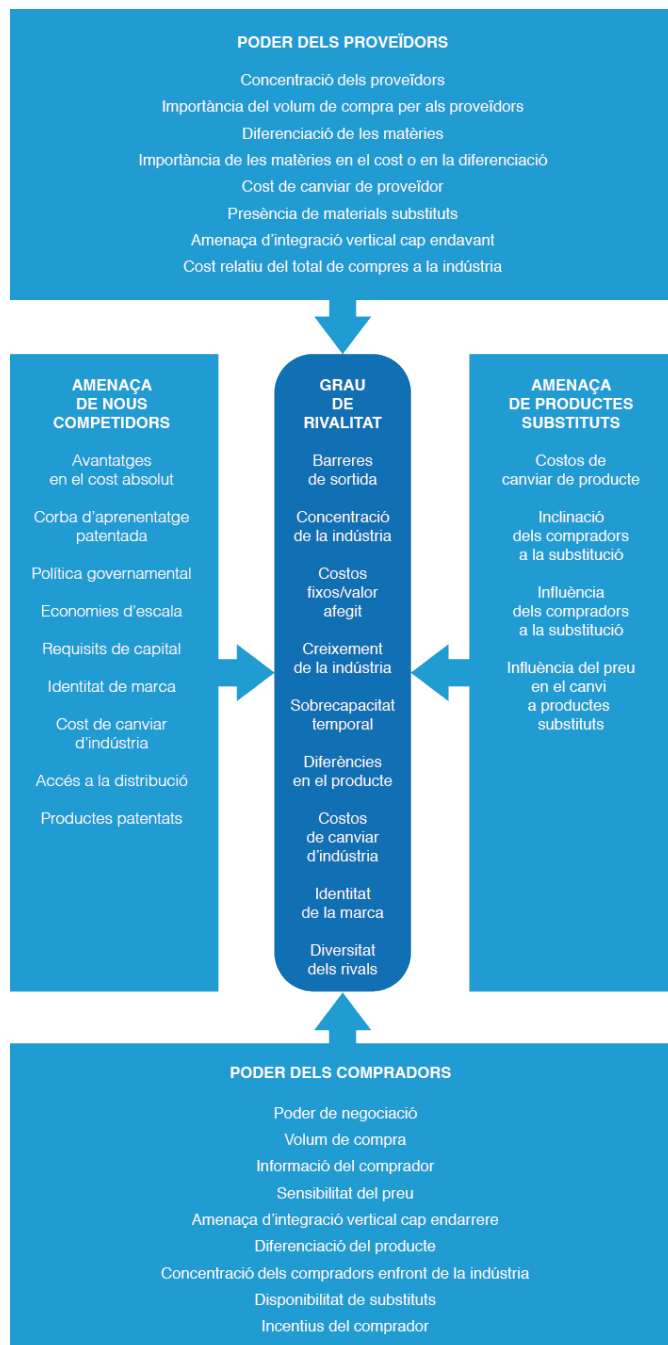 PODER DELS PROVEÏDORS
Concentració dels proveïdors
Importància del volum de compra per als proveïdors
Diferenciació de les matèries
Importància de les matèries en el cost o en la diferenciació
Cost de canviar de proveïdor
Presència de materials substituts
Amenaça d'integració vertical cap endavant
Cost relatiu del total de compres a la indústria
AMENAÇA
DE NOUS
COMPETIDORS
Avantatges
en el cost absolut
Corba d'aprenentatge
patentada
Política governamental
Economies d'escala
Requisits de capital
Identitat de marca
Cost de canviar
d'indústria
Accés a la distribució
Productes patentats
GRAU
DE
RIVALITAT
Barreres
de sortida
Concentració
de la indústria
Costos
fixos/valor
afegit
Creixement
de la indústria
Sobrecapacitat
temporal
Diferències
en el producte
Costos
de canviar
d'indústria
Identitat
de la marca
Diversitat
dels rivals
AMENAÇA
DE PRODUCTES
SUBSTITUTS
Costos de
canviar de producte
Inclinació
dels compradors
a la substitució
Influència
dels compradors
a la substitució
Influència del preu
en el canvi
a productes
substituts
PODER DELS COMPRADORS
Poder de negociació
Volum de compra
Informació del comprador
Sensibilitat del preu
Amenaça d'integració vertical cap endarrere
Diferenciació del producte
Concentració dels compradors enfront de la indústria
Disponibilitat de substituts
Incentius del comprador